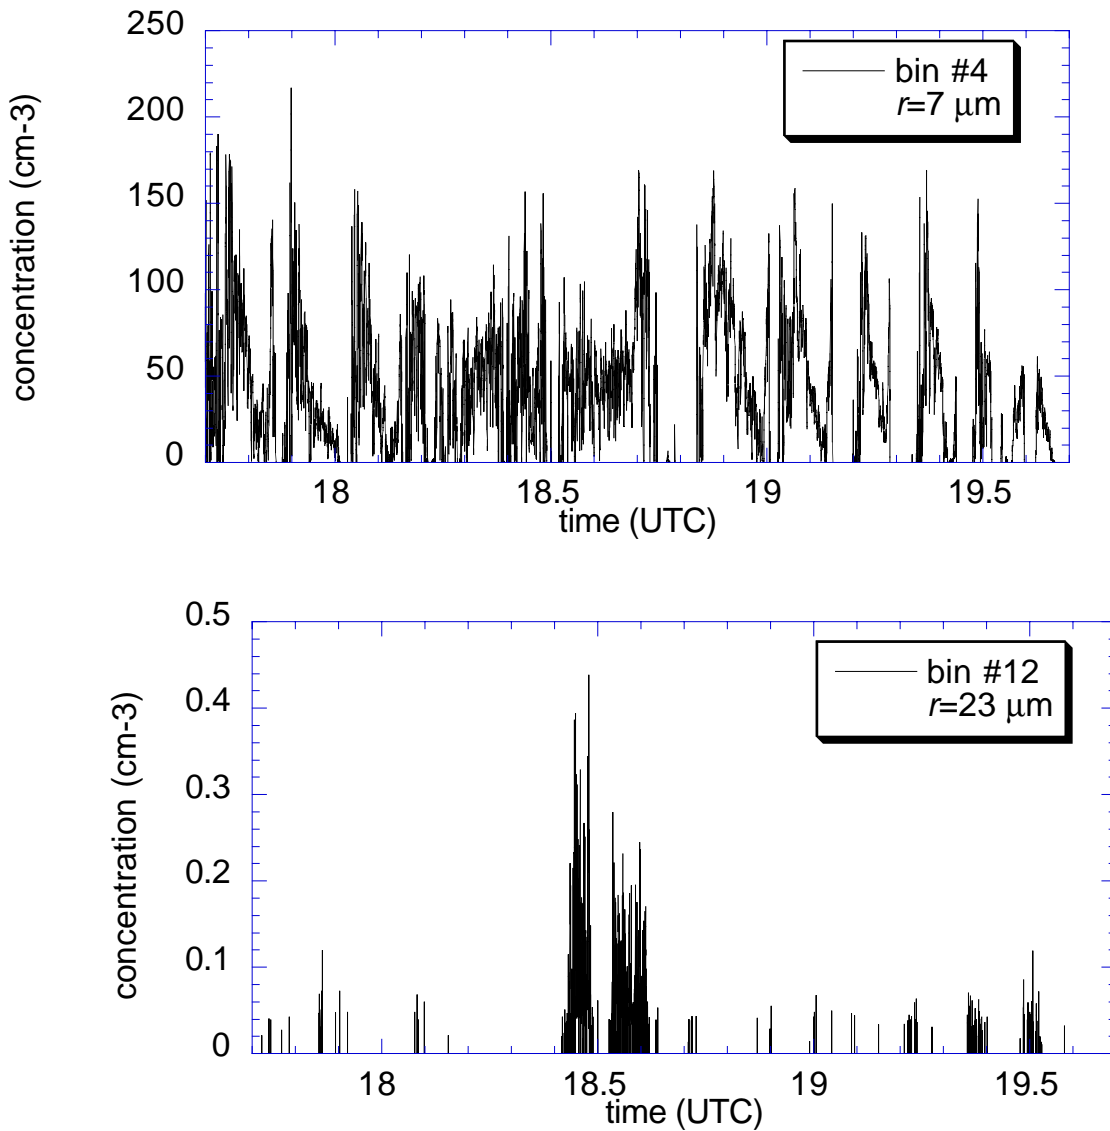 250
200
150
100
50
0
concentration (cm-3)
bin #4
r=7 μm
18
18.5
19
19.5
time (UTC)
0.5
0.4
0.3
0.2
0.1
0
concentration (cm-3)
bin #12
r=23 μm
18
18.5
19
19.5
time (UTC)